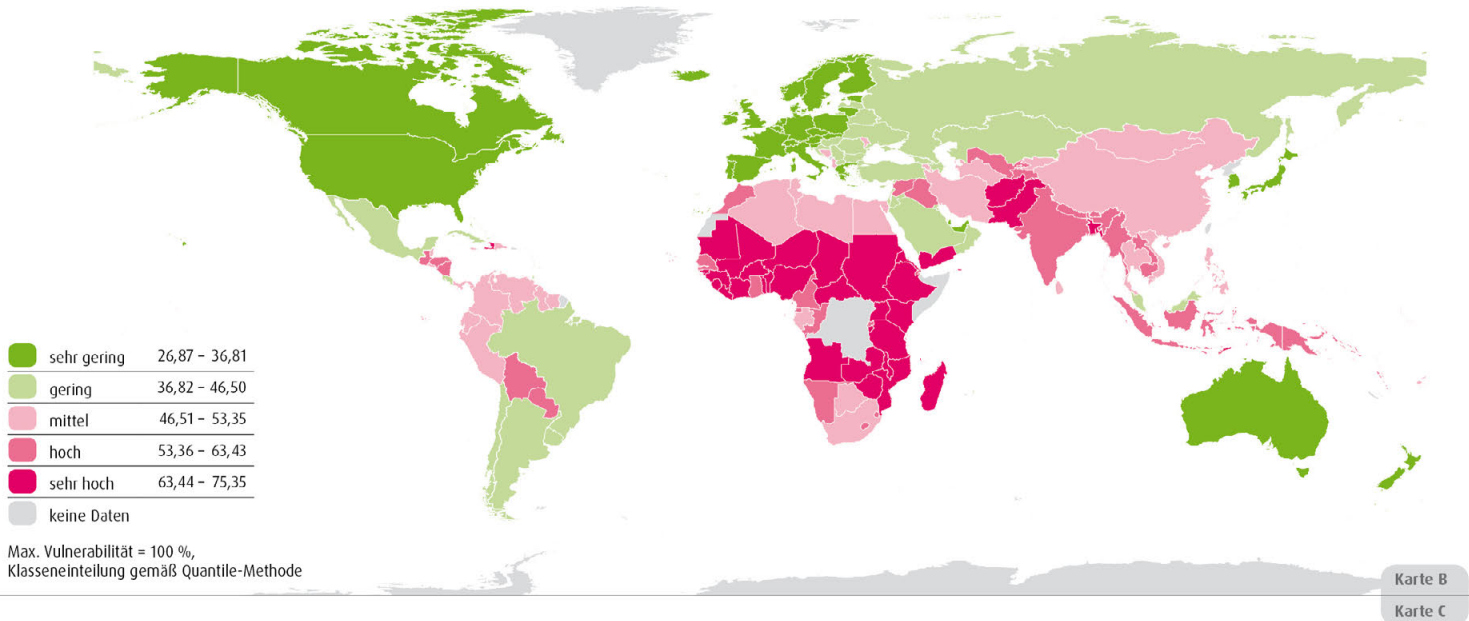 sehr gering 26,87 – 36,81
gering 36,82 – 46,50
mittel 46,51 – 53,35
hoch 53,36 – 63,43
sehr hoch 63,44 – 75,35
keine Daten
Max. Vulnerabilität = 100 %,
Klasseneinteilung gemäß Quantile-Methode
Karte B
Karte C